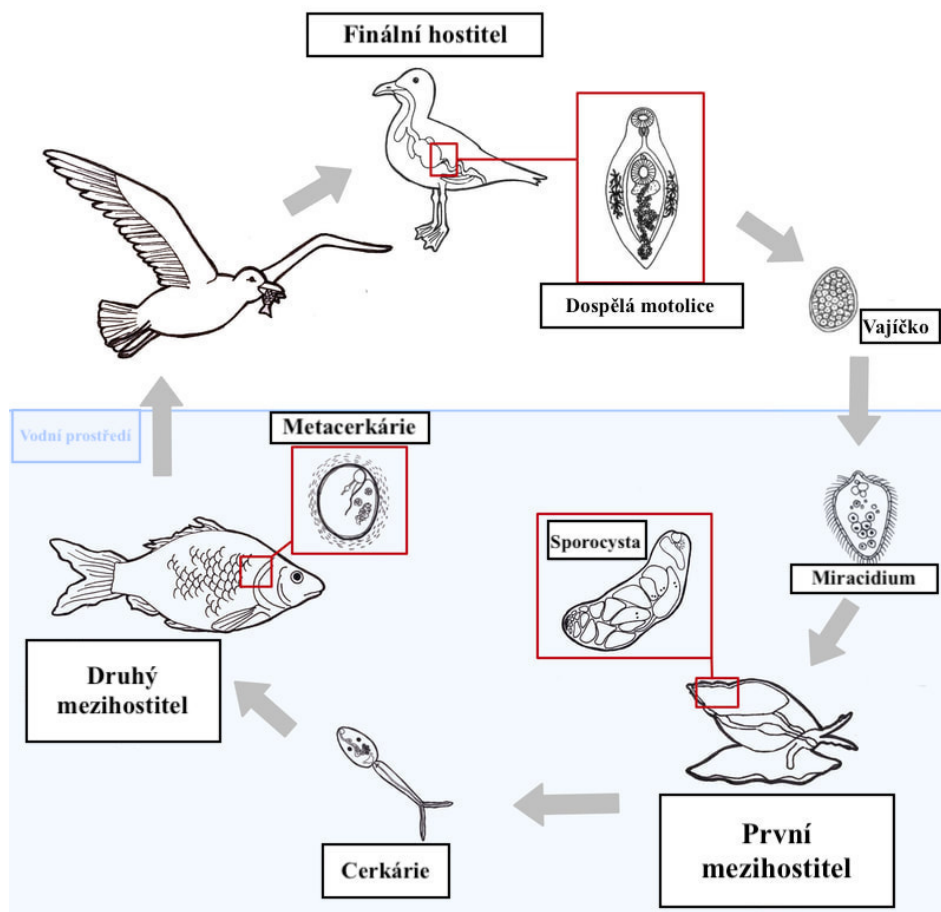 Finální hostitel
Dospělá motolice
Vajíčko
Vodní prostředí
Metacerkárie
Sporocysta
Miracidium
Druhý
mezihostitel
Cerkárie
První
mezihostitel